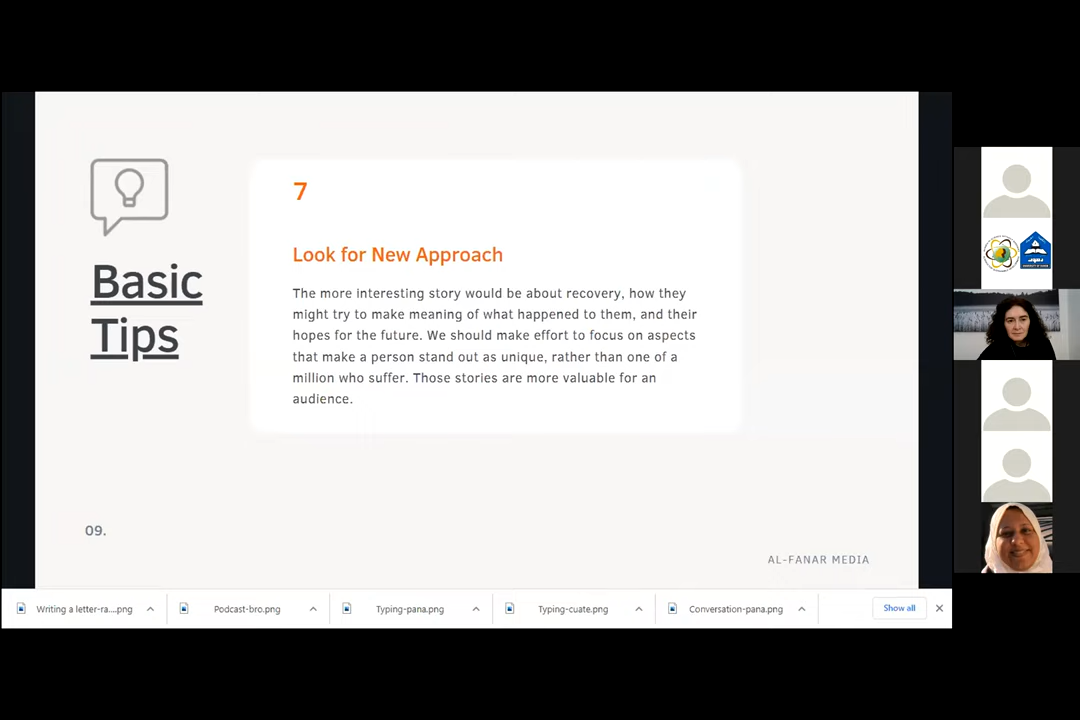 Basic
Tips
7
Look for New Approach
The more interesting story would be about recovery, how they
might try to make meaning of what happened to them, and their
hopes for the future. We should make effort to focus on aspects
that make a person stand out as unique, rather than one of a
million who suffer. Those stories are more valuable for an
audience.
09.
AL-FANAR MEDIA
Writing a letter-ra....png
Podcast-bro.png
Typing-pana.png
Typing-cuate.png
Conversation-pana.png
Show all